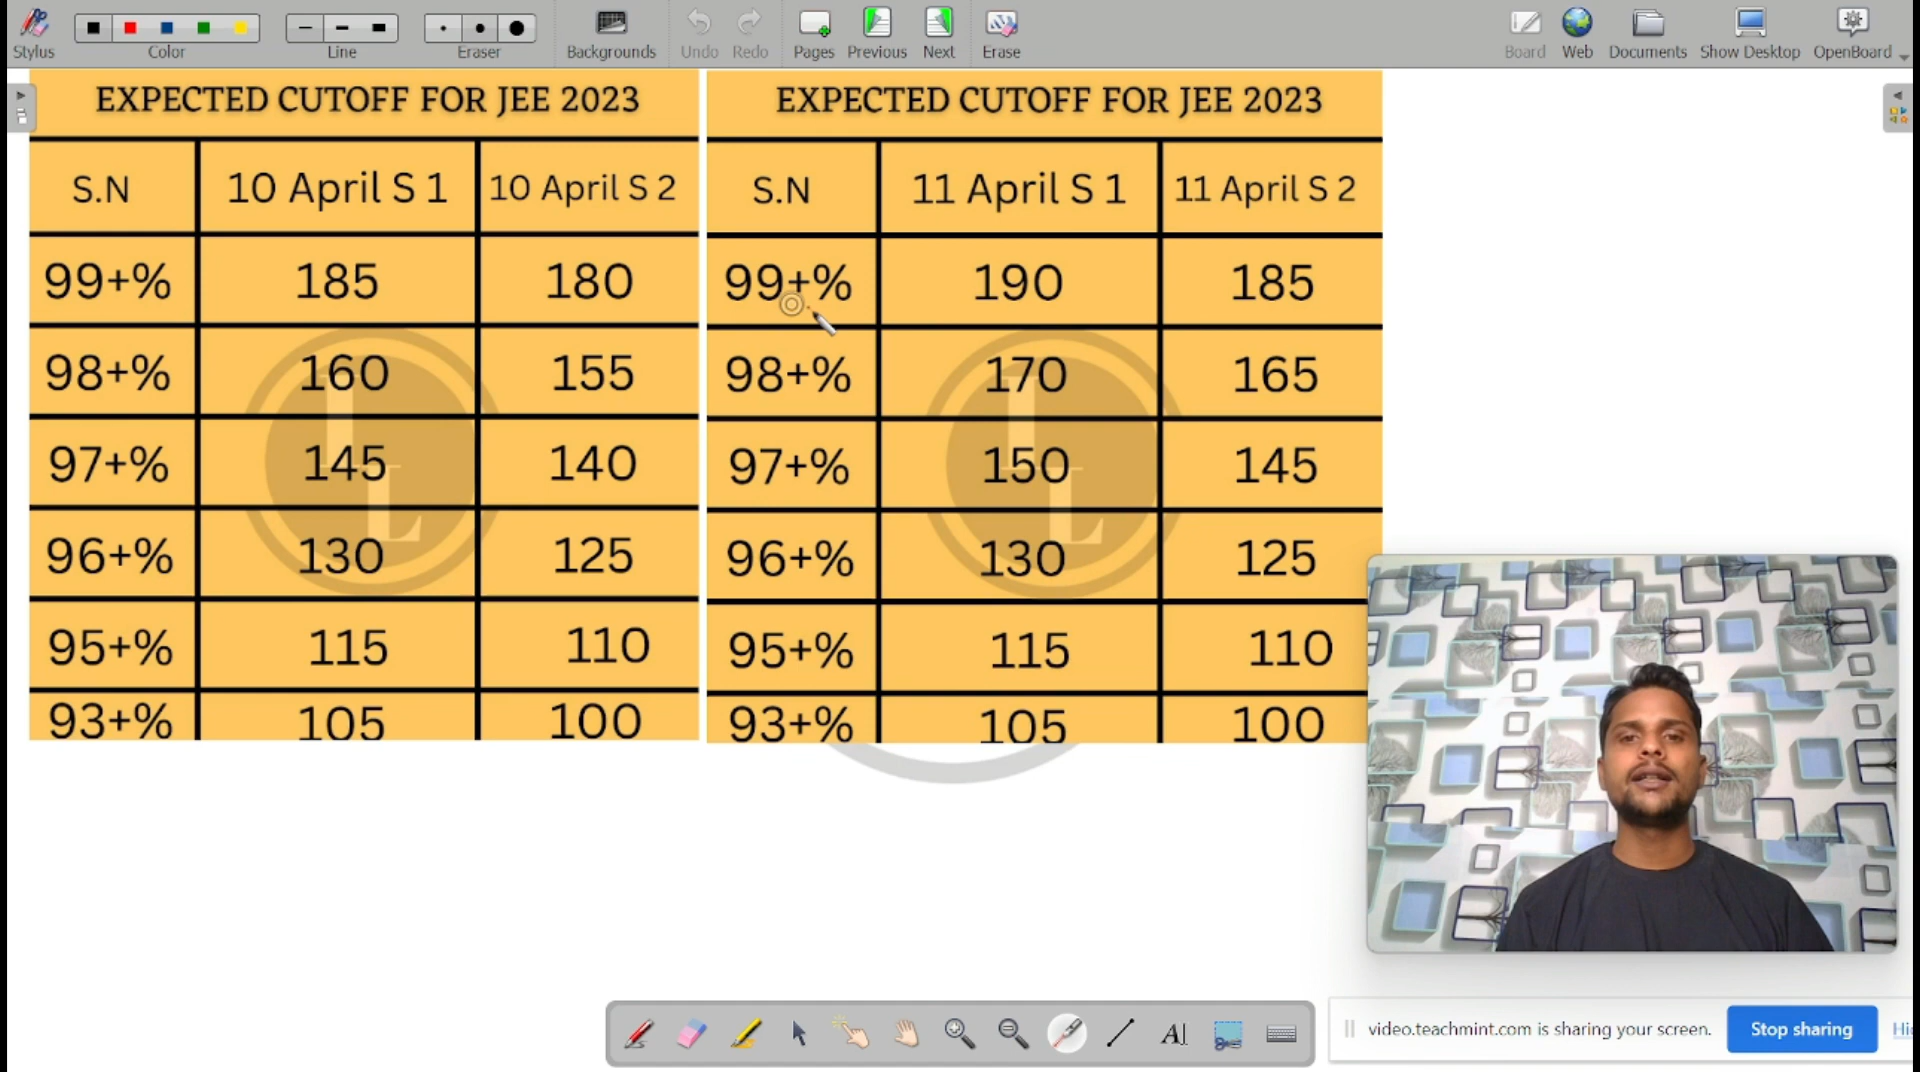 Stylus Color Line Eraser Backgrounds Undo Redo Pages Previous Next Erase Board Web Documents Show Desktop OpenBoard
EXPECTED CUTOFF FOR JEE 2023
S.N 10 April S 1 10 April S 2
99+% 185 180
98+% 160 155
97+% 145 140
96+% 130 125
95+% 115 110
93+% 105 100
EXPECTED CUTOFF FOR JEE 2023
S.N 11 April S 1 11 April S 2
99+% 190 185
98+% 170 165
97+% 150 145
96+% 130 125
95+% 115 110
93+% 105 100
L L
L L
video.teachmint.com is sharing your screen. Stop sharing